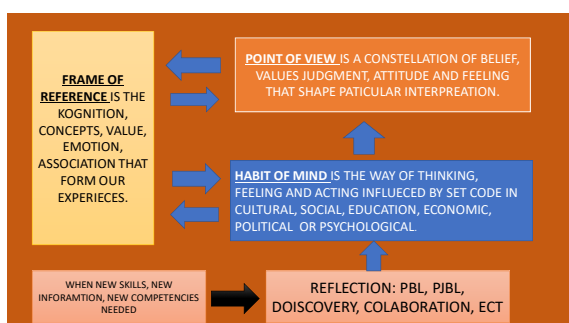 FRAME OF
REFERENCE IS THE
KOGNITION,
CONCEPTS, VALUE,
EMOTION,
ASSOCIATION THAT
FORM OUR
EXPERIECES.
POINT OF VIEW IS A CONSTELLATION OF BELIEF,
VALUES JUDGMENT, ATTITUDE AND FEELING
THAT SHAPE PATICULAR INTERPREATION.
HABIT OF MIND IS THE WAY OF THINKING,
FEELING AND ACTING INFLUECED BY SET CODE IN
CULTURAL, SOCIAL, EDUCATION, ECONOMIC,
POLITICAL OR PSYCHOLOGICAL.
WHEN NEW SKILLS, NEW
INFORAMTION, NEW COMPETENCIES
NEEDED
REFLECTION: PBL, PJBL,
DOISCOVERY, COLABORATION, ECT